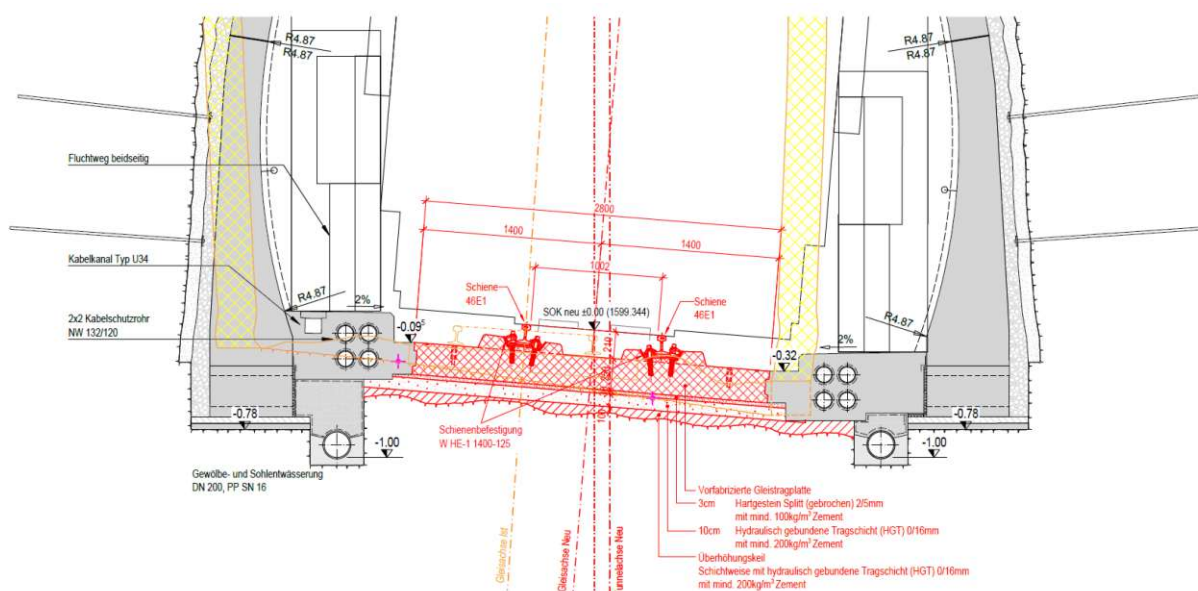 R4.87
R4.87
R4.87
R4.87
Fluchtweg beidseitig
2800
1400
1400
1002
Kabelkanal Typ U34
Schiene
46E1
Schiene
46E1
R4.87
2%
SOK neu ±0.00 (1599.344)
R4.87
2x2 Kabelschutzrohr
NW 132/120
-0.09⁵
210
2%
-0.32
-0.78
-0.78
Schienenbefestigung
W HE-1 1400-125
-1.00
-1.00
Gewölbe- und Sohlentwässerung
DN 200, PP SN 16
Vorfabrizierte Gleistragplatte
3cm Hartgestein Splitt (gebrochen) 2/5mm
mit mind. 100kg/m³ Zement
10cm Hydraulisch gebundene Tragschicht (HGT) 0/16mm
mit mind. 200kg/m³ Zement
Überhöhungskeil
Schichtweise mit hydraulisch gebundene Tragschicht (HGT) 0/16mm
mit mind. 200kg/m³ Zement
Gleisachse Ist
Gleisachse Neu
unnelachse Neu